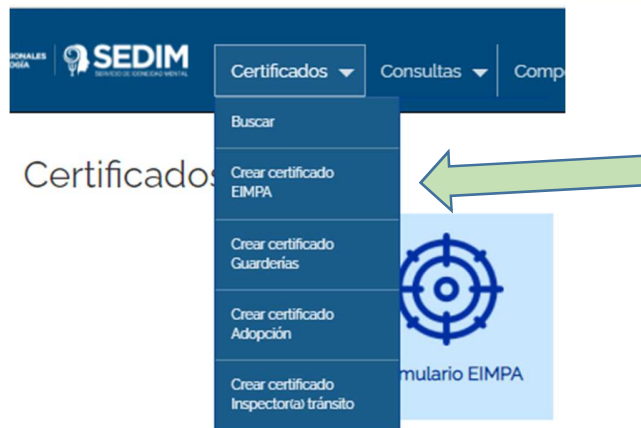 SEDIM
SERVICIO DE IDONEIDAD MENTAL
Certificados
Consultas
Comp
Buscar
Crear certificado
EIMPA
Certificados
Crear certificado
Guarderías
Crear certificado
Adopción
mulario EIMPA
Crear certificado
Inspector(a) tránsito